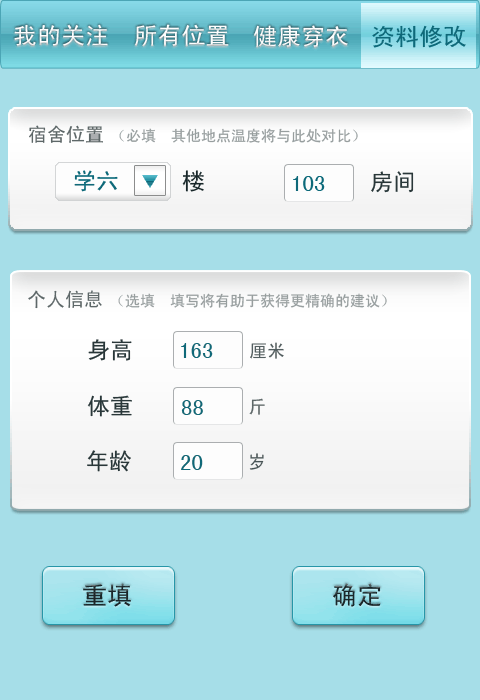 我的关注 所有位置 健康穿衣 资料修改
宿舍位置 （必填 其他地点温度将与此处对比）
学六 楼 103 房间
个人信息 （选填 填写将有助于获得更精确的建议）
身高 163 厘米
体重 88 斤
年龄 20 岁
重填 确定